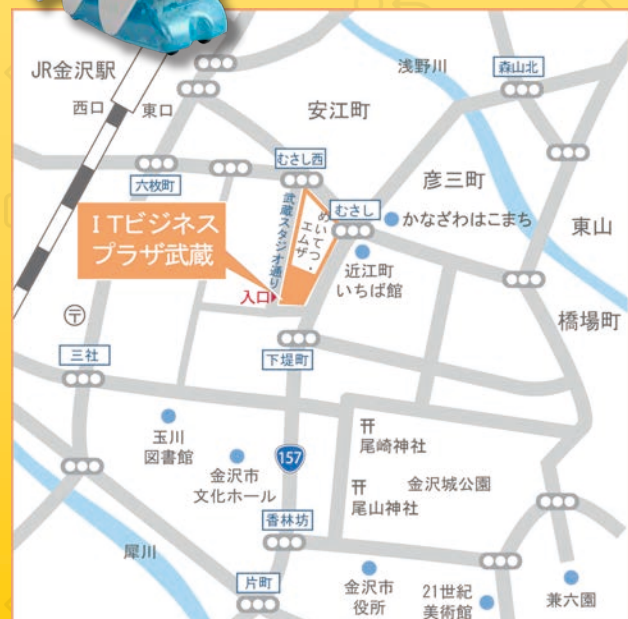 JR金沢駅
西口
東口
浅野川
森山北
安江町
六枚町
むさし西
彦三町
むさし
かなざわはこまち
東山
ITビジネス
プラザ武蔵
武蔵スタジオ通り
めいてつ・
エムザ
近江町
いちば館
入口
橋場町
〒
下堤町
三社
玉川
図書館
金沢市
文化ホール
157
尾崎神社
尾山神社
金沢城公園
香林坊
犀川
片町
金沢市
役所
21世紀
美術館
兼六園